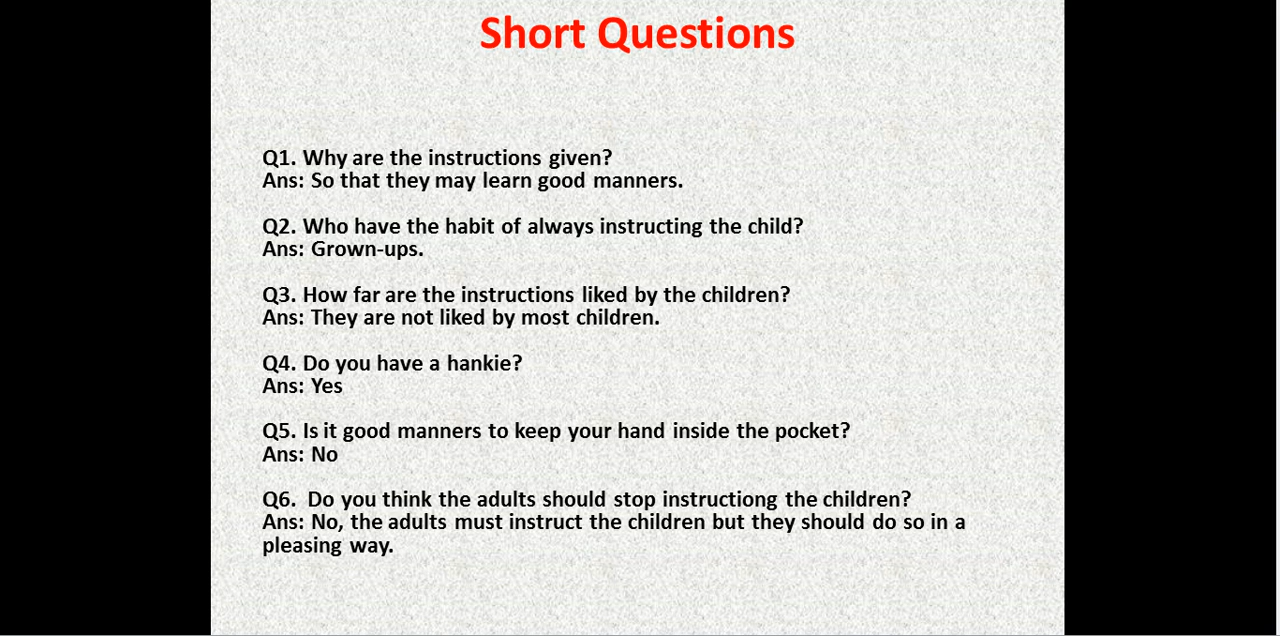 Short Questions
Q1. Why are the instructions given?
Ans: So that they may learn good manners.
Q2. Who have the habit of always instructing the child?
Ans: Grown-ups.
Q3. How far are the instructions liked by the children?
Ans: They are not liked by most children.
Q4. Do you have a hankie?
Ans: Yes
Q5. Is it good manners to keep your hand inside the pocket?
Ans: No
Q6. Do you think the adults should stop instructiong the children?
Ans: No, the adults must instruct the children but they should do so in a
pleasing way.